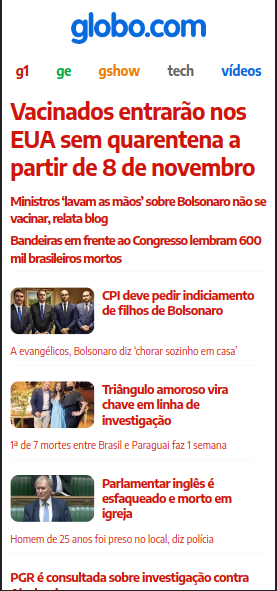 globo.com
g1 ge gshow tech vídeos
Vacinados entrarão nos
EUA sem quarentena a
partir de 8 de novembro
Ministros ‘lavam as mãos’ sobre Bolsonaro não se
vacinar, relata blog
Bandeiras em frente ao Congresso lembram 600
mil brasileiros mortos
CPI deve pedir indiciamento
de filhos de Bolsonaro
A evangélicos, Bolsonaro diz ‘chorar sozinho em casa’
Triângulo amoroso vira
chave em linha de
investigação
1ª de 7 mortes entre Brasil e Paraguai faz 1 semana
Parlamentar inglês é
esfaqueado e morto em
igreja
Homem de 25 anos foi preso no local, diz polícia
PGR é consultada sobre investigação contra